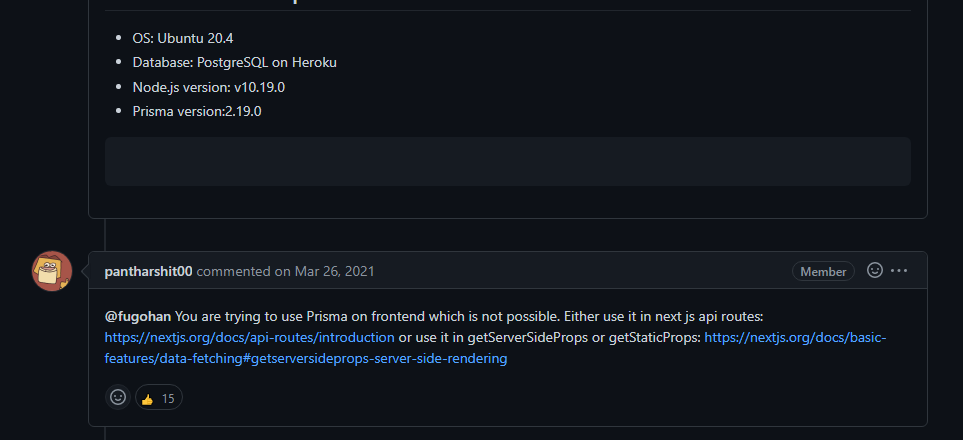 OS: Ubuntu 20.4
Database: PostgreSQL on Heroku
Node.js version: v10.19.0
Prisma version:2.19.0
pantharshit00 commented on Mar 26, 2021 Member
@fugohan You are trying to use Prisma on frontend which is not possible. Either use it in next js api routes:
https://nextjs.org/docs/api-routes/introduction or use it in getServerSideProps or getStaticProps: https://nextjs.org/docs/basic-
features/data-fetching#getserversideprops-server-side-rendering
15